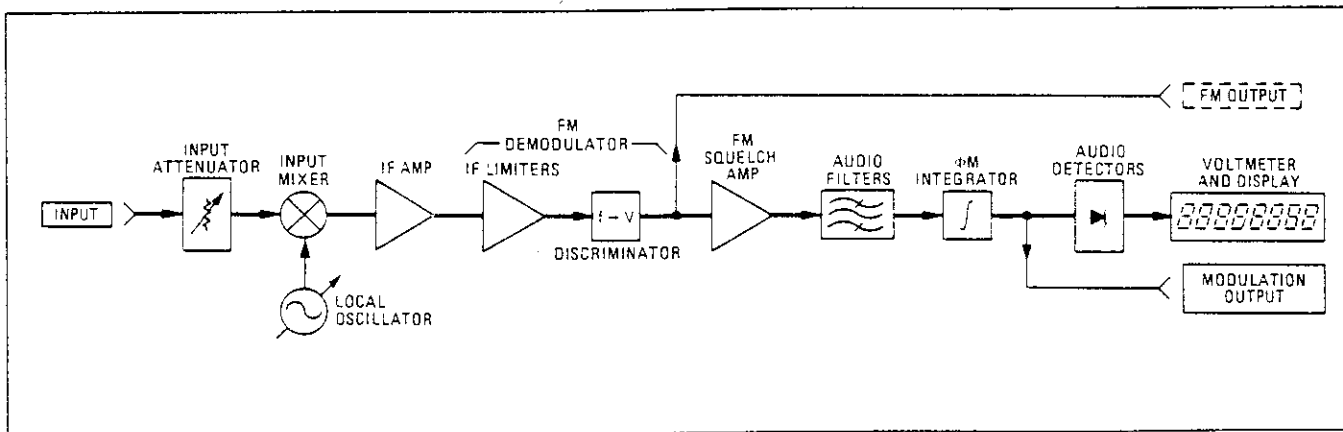 FM OUTPUT
FM
DEMODULATOR
INPUT
ATTENUATOR
INPUT
MIXER
IF AMP
IF LIMITERS
FM
SQUELCH
AMP
AUDIO
FILTERS
ΦM
INTEGRATOR
AUDIO
DETECTORS
VOLTMETER
AND DISPLAY
INPUT
f → V
∫
88888888
DISCRIMINATOR
LOCAL
OSCILLATOR
MODULATION
OUTPUT